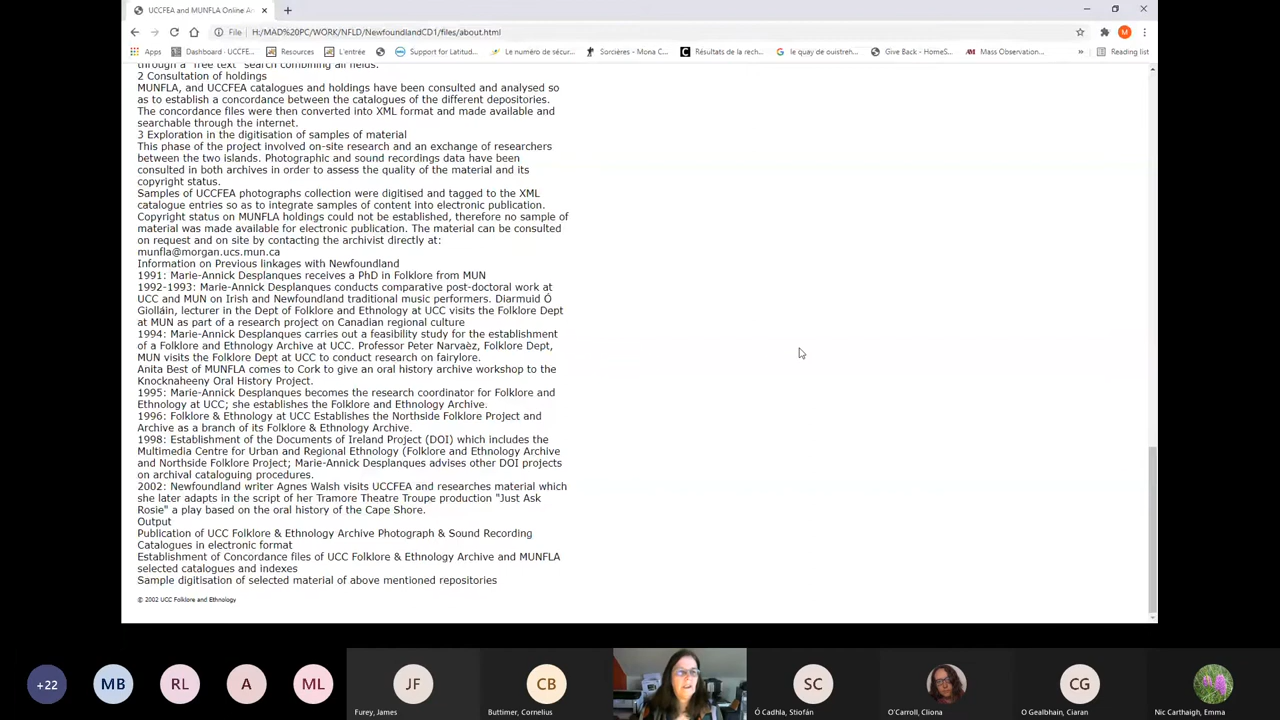 UCCFEA and MUNFLA Online Ar
File
H:/MAD%20PC/WORK/NFLD/NewfoundlandCD1/files/about.html
M
Apps
Dashboard - UCCFE...
Resources
L'entrée
Support for Latitud...
Le numéro de sécur...
Sorcières - Mona C...
Résultats de la rech...
le quay de ouistreh...
Give Back - HomeS...
Mass Observation...
Reading list
through a "free text" search combining all fields.
2 Consultation of holdings
MUNFLA, and UCCFEA catalogues and holdings have been consulted and analysed so
as to establish a concordance between the catalogues of the different depositories.
The concordance files were then converted into XML format and made available and
searchable through the internet.
3 Exploration in the digitisation of samples of material
This phase of the project involved on-site research and an exchange of researchers
between the two islands. Photographic and sound recordings data have been
consulted in both archives in order to assess the quality of the material and its
copyright status.
Samples of UCCFEA photographs collection were digitised and tagged to the XML
catalogue entries so as to integrate samples of content into electronic publication.
Copyright status on MUNFLA holdings could not be established, therefore no sample of
material was made available for electronic publication. The material can be consulted
on request and on site by contacting the archivist directly at:
munfla@morgan.ucs.mun.ca
Information on Previous linkages with Newfoundland
1991: Marie-Annick Desplanques receives a PhD in Folklore from MUN
1992-1993: Marie-Annick Desplanques conducts comparative post-doctoral work at
UCC and MUN on Irish and Newfoundland traditional music performers. Diarmuid Ó
Giolláin, lecturer in the Dept of Folklore and Ethnology at UCC visits the Folklore Dept
at MUN as part of a research project on Canadian regional culture
1994: Marie-Annick Desplanques carries out a feasibility study for the establishment
of a Folklore and Ethnology Archive at UCC. Professor Peter Narvaèz, Folklore Dept,
MUN visits the Folklore Dept at UCC to conduct research on fairylore.
Anita Best of MUNFLA comes to Cork to give an oral history archive workshop to the
Knocknaheeny Oral History Project.
1995: Marie-Annick Desplanques becomes the research coordinator for Folklore and
Ethnology at UCC; she establishes the Folklore and Ethnology Archive.
1996: Folklore & Ethnology at UCC Establishes the Northside Folklore Project and
Archive as a branch of its Folklore & Ethnology Archive.
1998: Establishment of the Documents of Ireland Project (DOI) which includes the
Multimedia Centre for Urban and Regional Ethnology (Folklore and Ethnology Archive
and Northside Folklore Project; Marie-Annick Desplanques advises other DOI projects
on archival cataloguing procedures.
2002: Newfoundland writer Agnes Walsh visits UCCFEA and researches material which
she later adapts in the script of her Tramore Theatre Troupe production "Just Ask
Rosie" a play based on the oral history of the Cape Shore.
Output
Publication of UCC Folklore & Ethnology Archive Photograph & Sound Recording
Catalogues in electronic format
Establishment of Concordance files of UCC Folklore & Ethnology Archive and MUNFLA
selected catalogues and indexes
Sample digitisation of selected material of above mentioned repositories
© 2002 UCC Folklore and Ethnology
+22
MB
RL
A
ML
JF
CB
SC
CG
Furey, James
Buttimer, Cornelius
Ó Cadhla, Stiofán
O'Carroll, Clíona
O Gealbhain, Ciaran
Nic Carthaigh, Emma